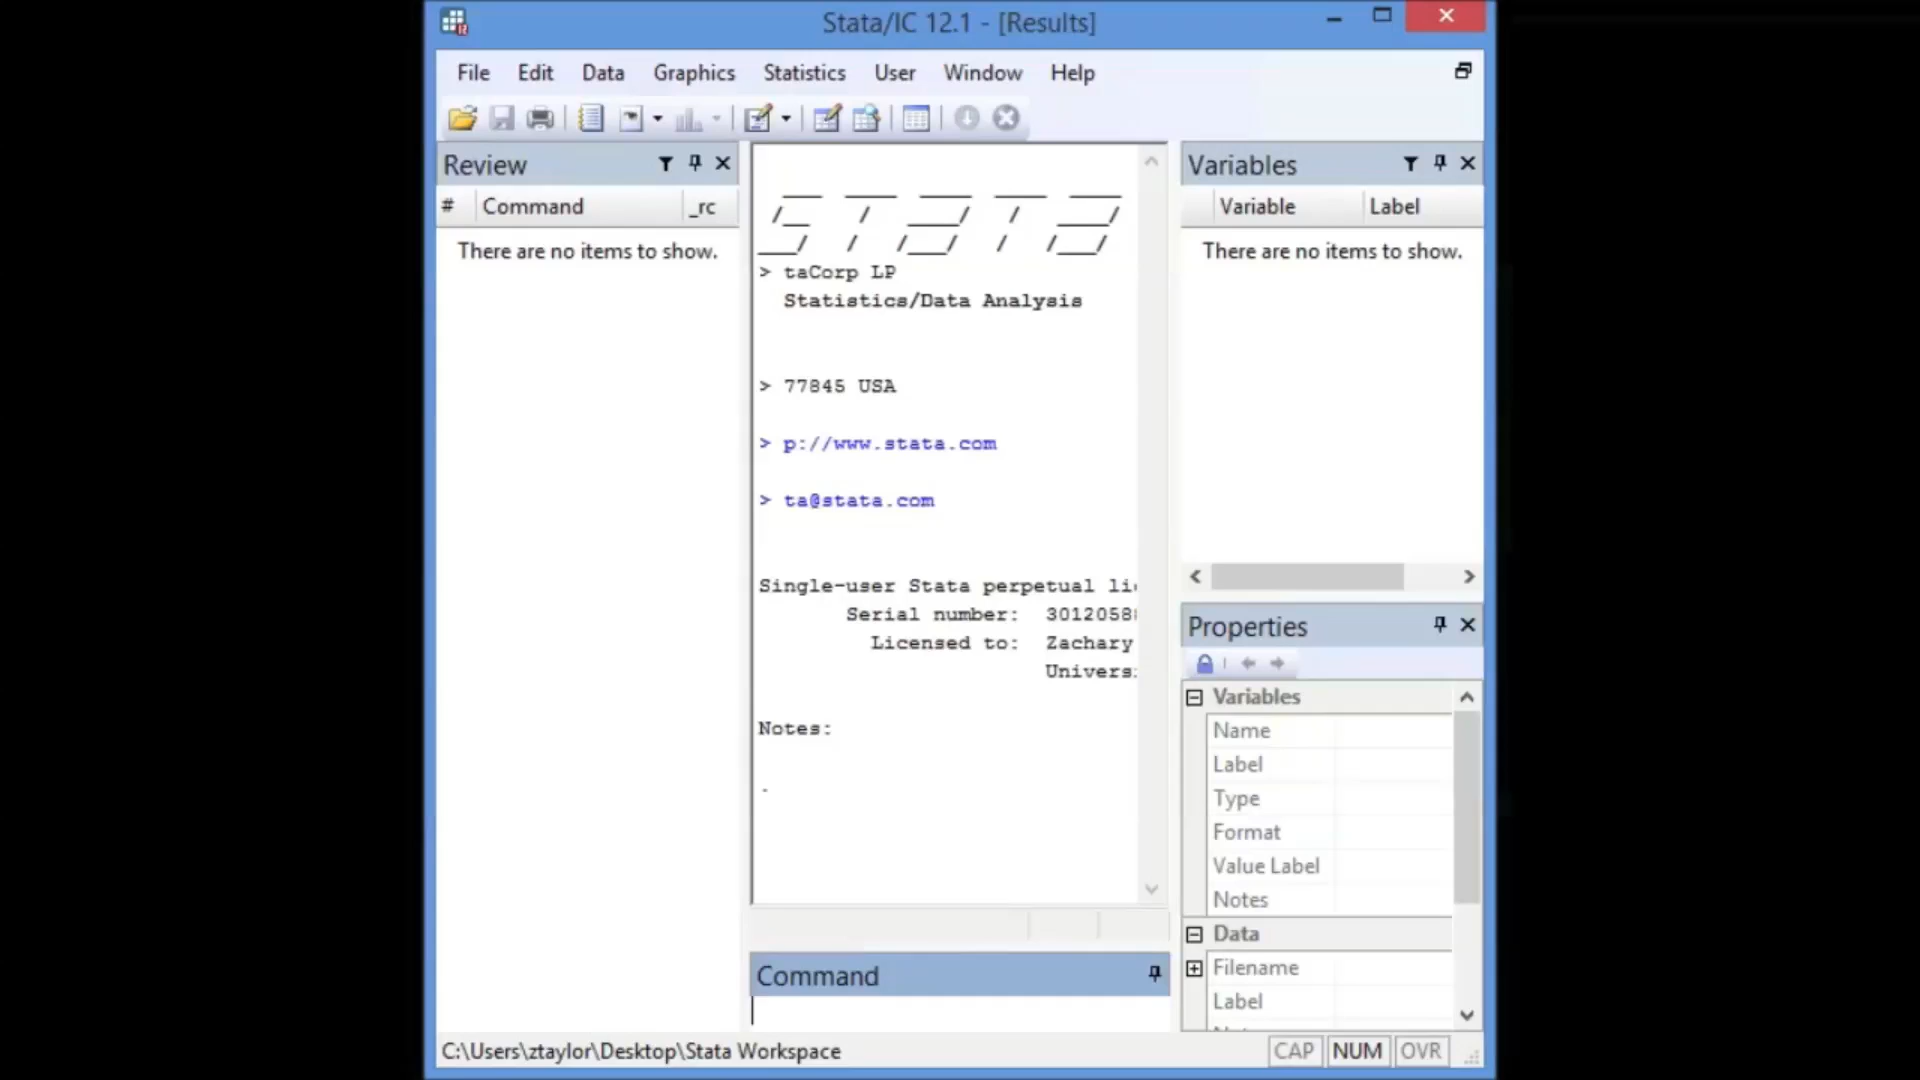 Stata/IC 12.1 - [Results]
File Edit Data Graphics Statistics User Window Help
Review
# Command _rc
There are no items to show.
STATA
> taCorp LP
Statistics/Data Analysis
> 77845 USA
> p://www.stata.com
> ta@stata.com
Single-user Stata perpetual
Serial number: 3012058
Licensed to: Zachary
Notes:
.
Command
Variables
Variable Label
There are no items to show.
Properties
Variables
Name
Label
Type
Format
Value Label
Notes
Data
Filename
Label
C:\Users\ztaylor\Desktop\Stata Workspace
CAP NUM OVR